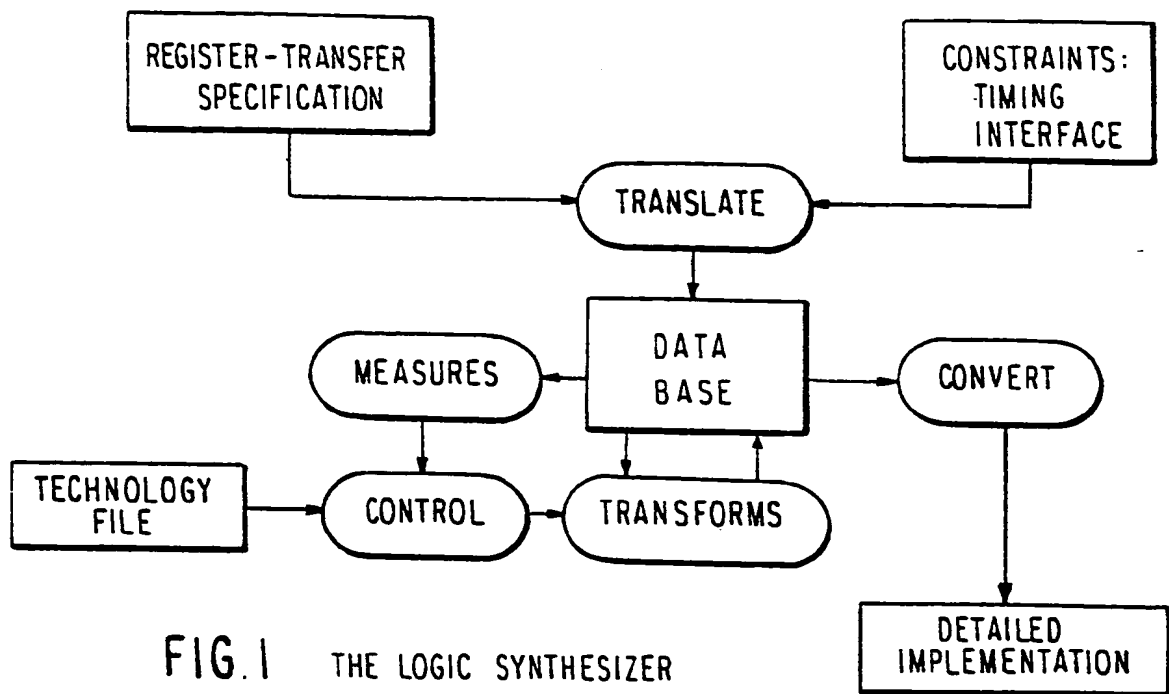 REGISTER-TRANSFER
SPECIFICATION
CONSTRAINTS:
TIMING
INTERFACE
TRANSLATE
MEASURES
DATA
BASE
CONVERT
TECHNOLOGY
FILE
CONTROL
TRANSFORMS
DETAILED
IMPLEMENTATION
FIG.1 THE LOGIC SYNTHESIZER